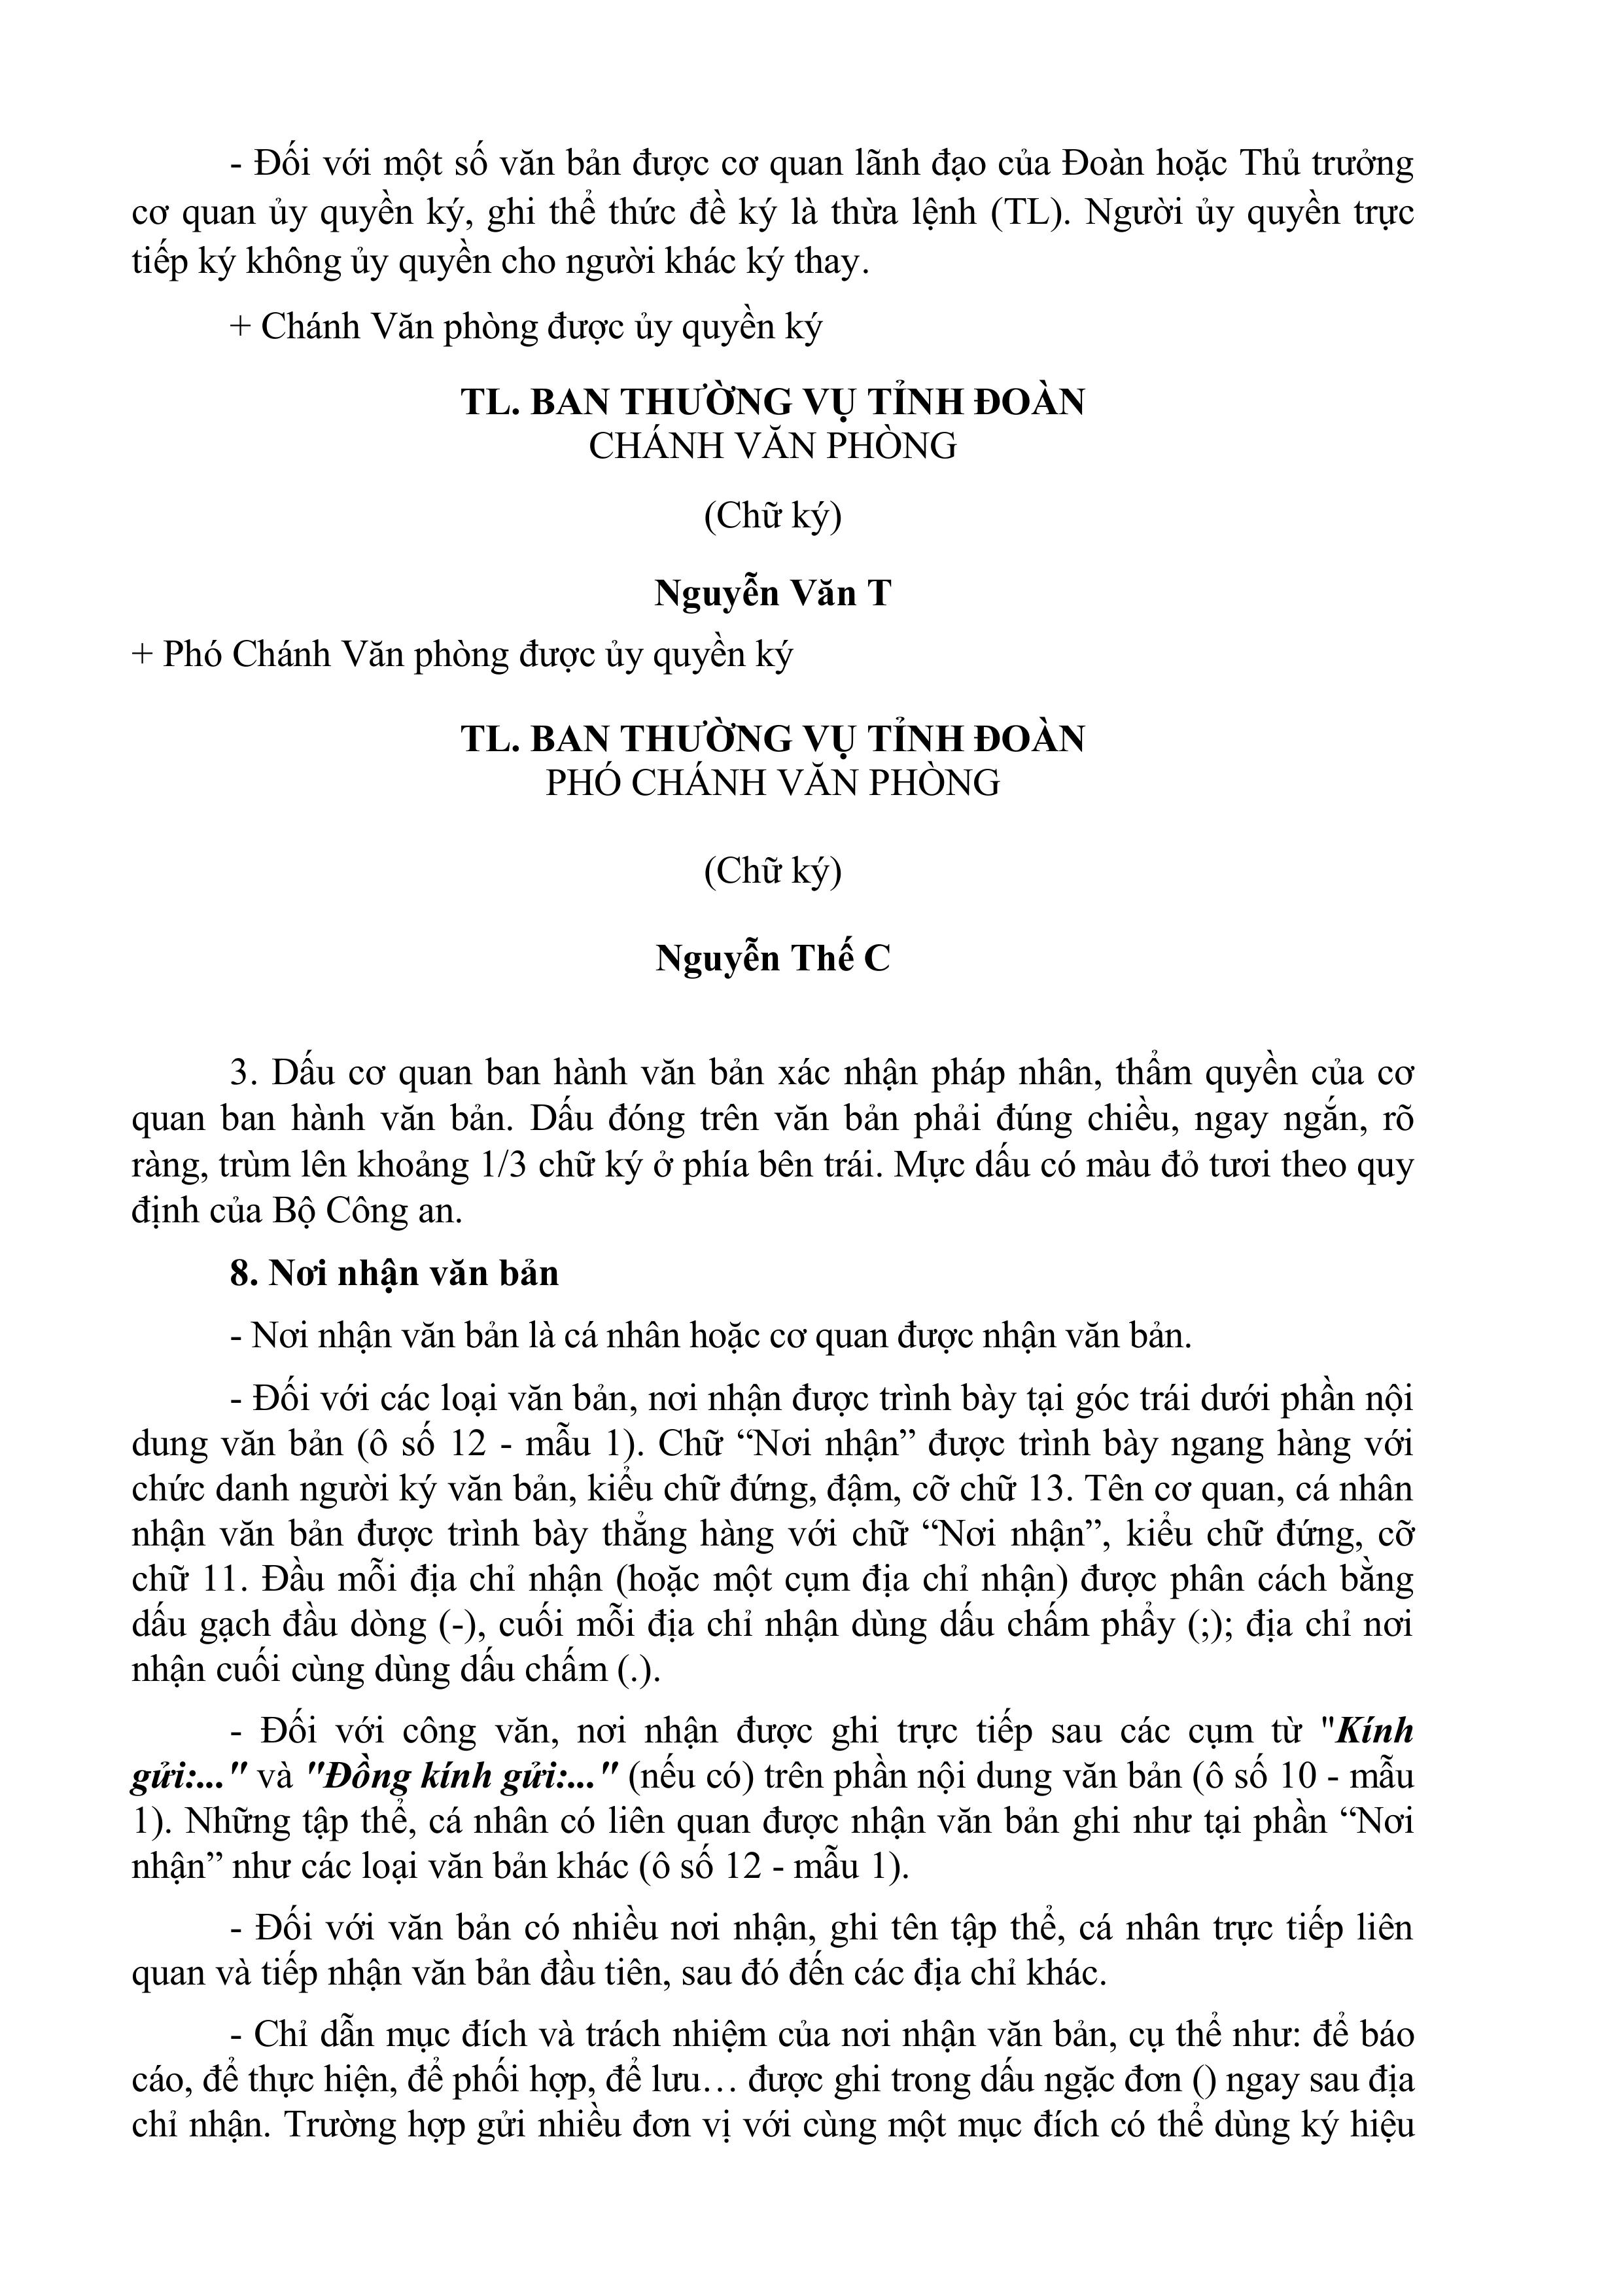 - Đối với một số văn bản được cơ quan lãnh đạo của Đoàn hoặc Thủ trưởng
cơ quan ủy quyền ký, ghi thể thức đề ký là thừa lệnh (TL). Người ủy quyền trực
tiếp ký không ủy quyền cho người khác ký thay.
+ Chánh Văn phòng được ủy quyền ký
TL. BAN THƯỜNG VỤ TỈNH ĐOÀN
CHÁNH VĂN PHÒNG
(Chữ ký)
Nguyễn Văn T
+ Phó Chánh Văn phòng được ủy quyền ký
TL. BAN THƯỜNG VỤ TỈNH ĐOÀN
PHÓ CHÁNH VĂN PHÒNG
(Chữ ký)
Nguyễn Thế C
3. Dấu cơ quan ban hành văn bản xác nhận pháp nhân, thẩm quyền của cơ
quan ban hành văn bản. Dấu đóng trên văn bản phải đúng chiều, ngay ngắn, rõ
ràng, trùm lên khoảng 1/3 chữ ký ở phía bên trái. Mực dấu có màu đỏ tươi theo quy
định của Bộ Công an.
8. Nơi nhận văn bản
- Nơi nhận văn bản là cá nhân hoặc cơ quan được nhận văn bản.
- Đối với các loại văn bản, nơi nhận được trình bày tại góc trái dưới phần nội
dung văn bản (ô số 12 - mẫu 1). Chữ “Nơi nhận” được trình bày ngang hàng với
chức danh người ký văn bản, kiểu chữ đứng, đậm, cỡ chữ 13. Tên cơ quan, cá nhân
nhận văn bản được trình bày thẳng hàng với chữ “Nơi nhận”, kiểu chữ đứng, cỡ
chữ 11. Đầu mỗi địa chỉ nhận (hoặc một cụm địa chỉ nhận) được phân cách bằng
dấu gạch đầu dòng (-), cuối mỗi địa chỉ nhận dùng dấu chấm phẩy (;); địa chỉ nơi
nhận cuối cùng dùng dấu chấm (.).
- Đối với công văn, nơi nhận được ghi trực tiếp sau các cụm từ "Kính
gửi:..." và "Đồng kính gửi:..." (nếu có) trên phần nội dung văn bản (ô số 10 - mẫu
1). Những tập thể, cá nhân có liên quan được nhận văn bản ghi như tại phần “Nơi
nhận” như các loại văn bản khác (ô số 12 - mẫu 1).
- Đối với văn bản có nhiều nơi nhận, ghi tên tập thể, cá nhân trực tiếp liên
quan và tiếp nhận văn bản đầu tiên, sau đó đến các địa chỉ khác.
- Chỉ dẫn mục đích và trách nhiệm của nơi nhận văn bản, cụ thể như: để báo
cáo, để thực hiện, để phối hợp, để lưu… được ghi trong dấu ngặc đơn () ngay sau địa
chỉ nhận. Trường hợp gửi nhiều đơn vị với cùng một mục đích có thể dùng ký hiệu